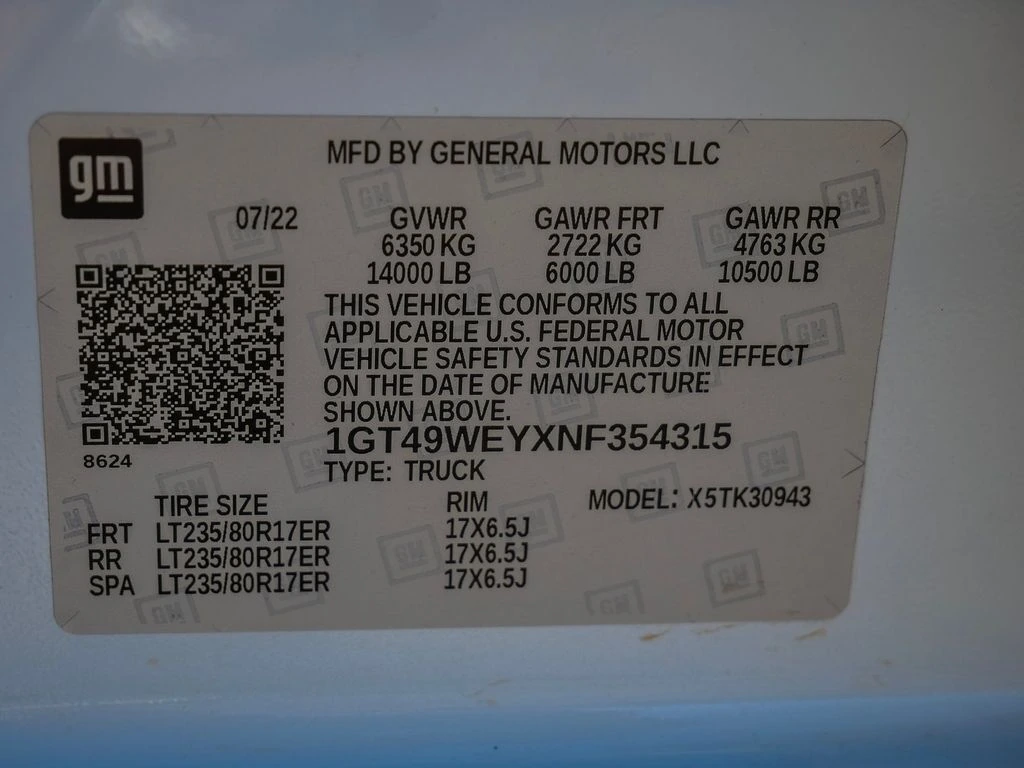 gm
MFD BY GENERAL MOTORS LLC
07/22 GVWR GAWR FRT GAWR RR
6350 KG 2722 KG 4763 KG
14000 LB 6000 LB 10500 LB
THIS VEHICLE CONFORMS TO ALL
APPLICABLE U.S. FEDERAL MOTOR
VEHICLE SAFETY STANDARDS IN EFFECT
ON THE DATE OF MANUFACTURE
SHOWN ABOVE.
1GT49WEYXNF354315
8624
TYPE: TRUCK
TIRE SIZE RIM MODEL: X5TK30943
FRT LT235/80R17ER 17X6.5J
RR LT235/80R17ER 17X6.5J
SPA LT235/80R17ER 17X6.5J